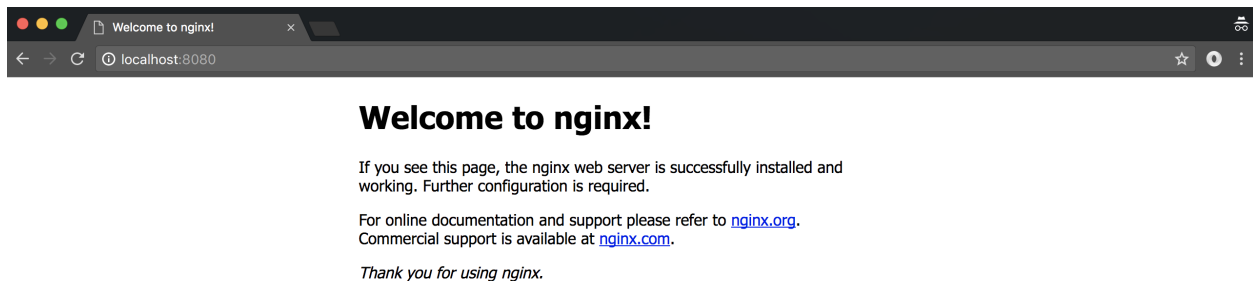 Welcome to nginx!
localhost:8080
Welcome to nginx!
If you see this page, the nginx web server is successfully installed and
working. Further configuration is required.
For online documentation and support please refer to nginx.org.
Commercial support is available at nginx.com.
Thank you for using nginx.